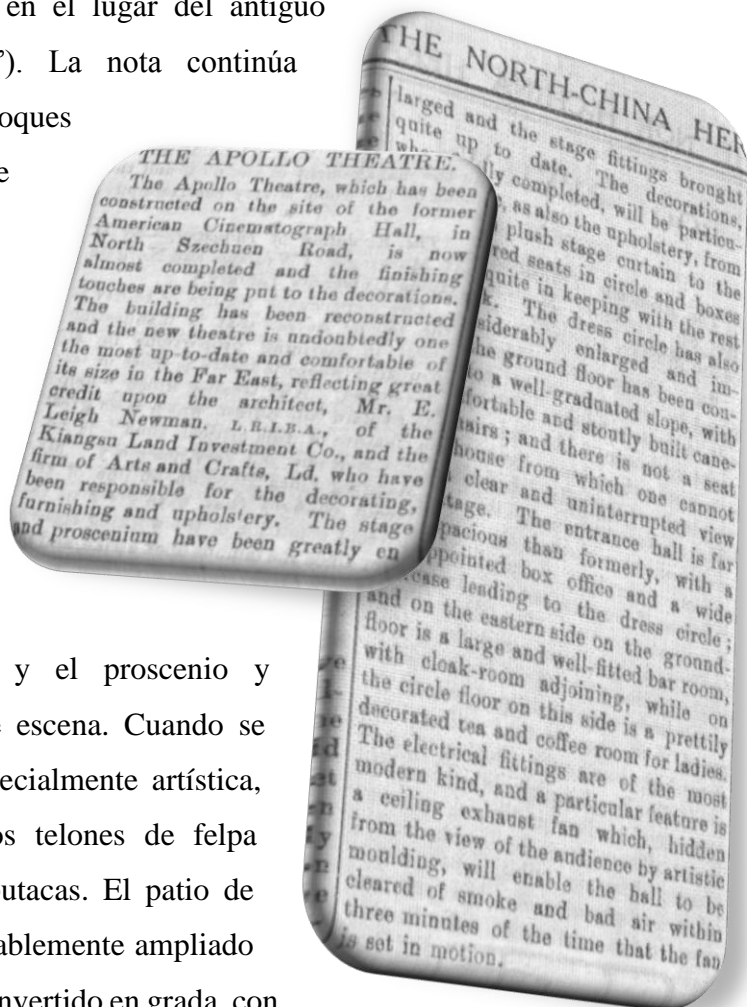 en el lugar del antiguo
”). La nota continúa
oques
e
THE APOLLO THEATRE.
The Apollo Theatre, which has been
constructed on the site of the former
American Cinematograph Hall, in
North Szechuen Road, is now
almost completed and the finishing
touches are being put to the decorations.
The building has been reconstructed
and the new theatre is undoubtedly one
the most up-to-date and comfortable of
its size in the Far East, reflecting great
credit upon the architect, Mr. E.
Leigh Newman. L.R.I.B.A., of the
Kiangsu Land Investment Co., and the
firm of Arts and Crafts, Ld. who have
been responsible for the decorating,
furnishing and upholstery. The stage
and proscenium have been greatly en
THE NORTH-CHINA HER
larged and the stage fittings brought
quite up to date. The decorations,
lly completed, will be particu-
, as also the upholstery, from
plush stage curtain to the
red seats in circle and boxes
quite in keeping with the rest
k. The dress circle has also
siderably enlarged and im-
he ground floor has been con-
o a well-graduated slope, with
fortable and stoutly built cane-
airs; and there is not a seat
house from which one cannot
clear and uninterrupted view
tage. The entrance hall is far
pacious than formerly, with a
ppointed box office and a wide
case leading to the dress circle;
and on the eastern side on the ground-
floor is a large and well-fitted bar room,
with cloak-room adjoining, while on
the circle floor on this side is a prettily
decorated tea and coffee room for ladies.
The electrical fittings are of the most
modern kind, and a particular feature is
a ceiling exhaust fan which, hidden
from the view of the audience by artistic
moulding, will enable the hall to be
cleared of smoke and bad air within
three minutes of the time that the fan
is set in motion.
y el proscenio y
e escena. Cuando se
pecialmente artística,
os telones de felpa
butacas. El patio de
ablemente ampliado
nvertido en grada, con